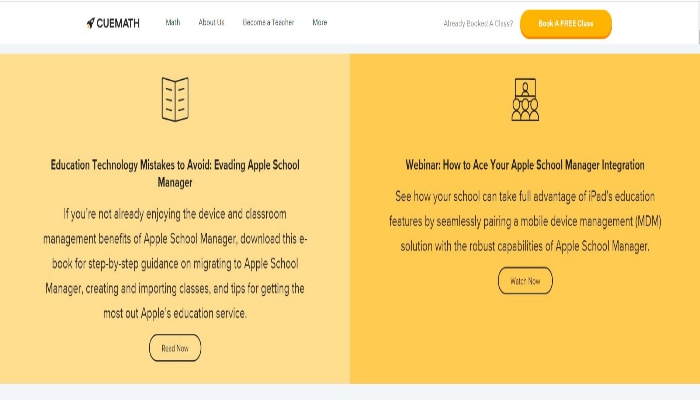 CUEMATH Math About Us Become a Teacher More Already Booked A Class? Book A FREE Class
Education Technology Mistakes to Avoid: Evading Apple School
Manager
If you're not already enjoying the device and classroom
management benefits of Apple School Manager, download this e-
book for step-by-step guidance on migrating to Apple School
Manager, creating and importing classes, and tips for getting the
most out Apple's education service.
Read Now
Webinar: How to Ace Your Apple School Manager Integration
See how your school can take full advantage of iPad's education
features by seamlessly pairing a mobile device management (MDM)
solution with the robust capabilities of Apple School Manager.
Watch Now